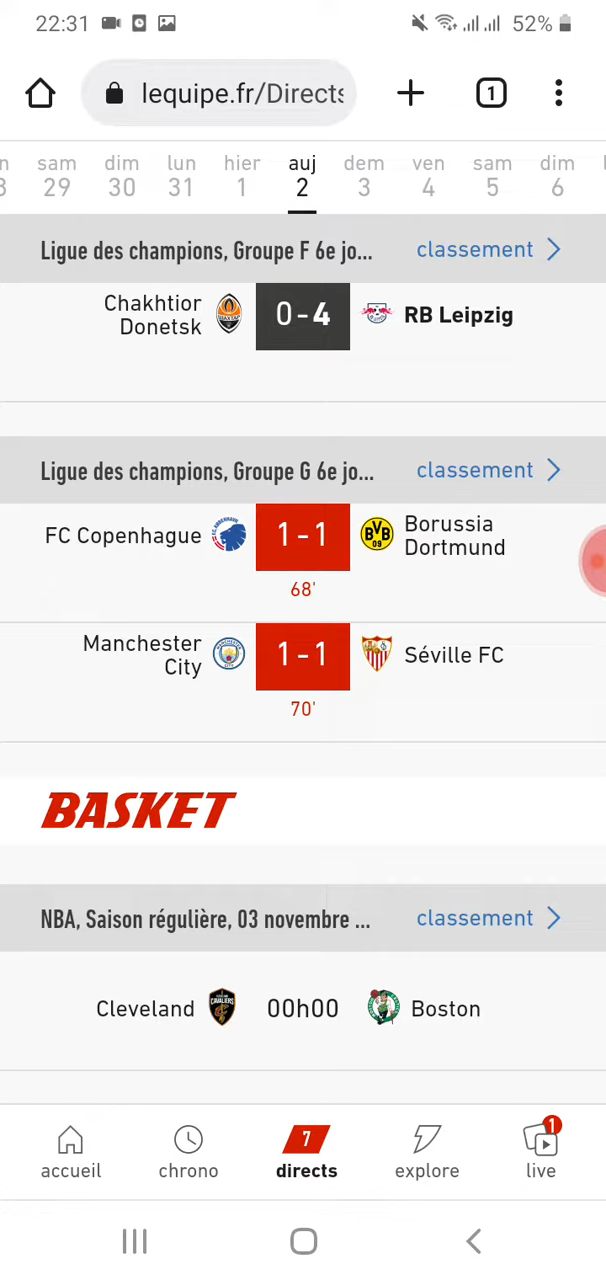 22:31 52%
lequipe.fr/Directs 1
n sam dim lun hier auj dem ven sam dim
3 29 30 31 1 2 3 4 5 6
Ligue des champions, Groupe F 6e jo... classement
Chakhtior Donetsk 0 - 4 RB Leipzig
Ligue des champions, Groupe G 6e jo... classement
FC Copenhague 1 - 1 Borussia Dortmund
68'
Manchester City 1 - 1 Séville FC
70'
BASKET
NBA, Saison régulière, 03 novembre ... classement
Cleveland 00h00 Boston
7 1
accueil chrono directs explore live